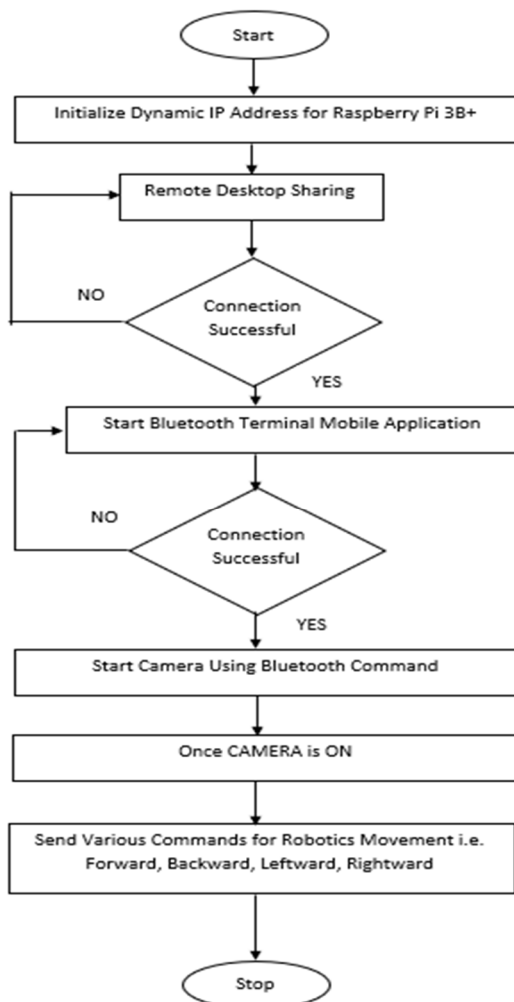 Start
Initialize Dynamic IP Address for Raspberry Pi 3B+
Remote Desktop Sharing
NO
Connection
Successful
YES
Start Bluetooth Terminal Mobile Application
NO
Connection
Successful
YES
Start Camera Using Bluetooth Command
Once CAMERA is ON
Send Various Commands for Robotics Movement i.e.
Forward, Backward, Leftward, Rightward
Stop